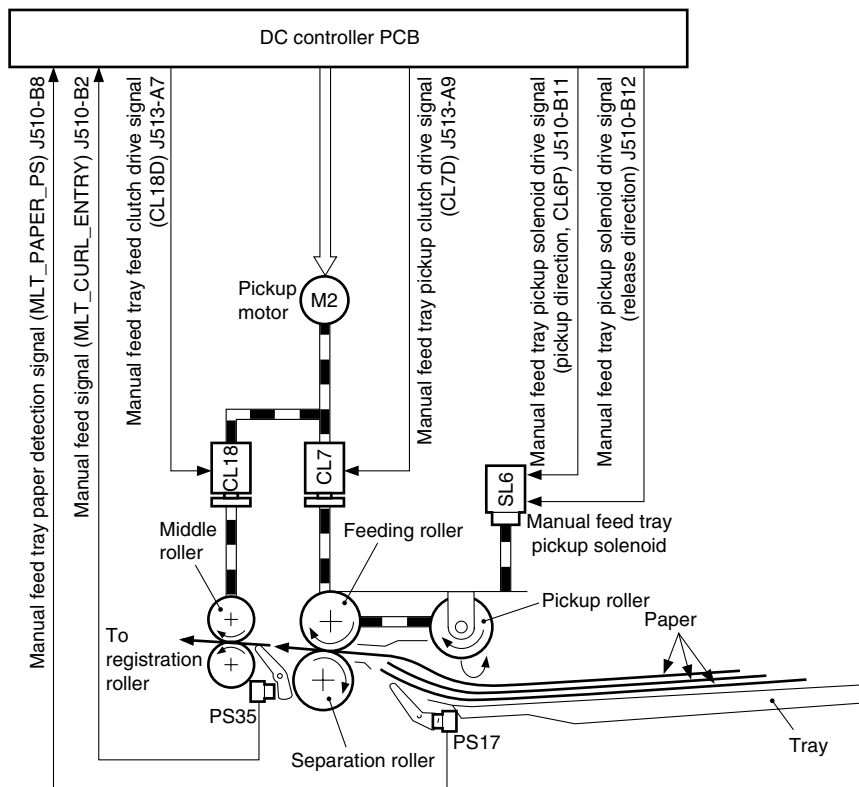 DC controller PCB
Manual feed tray paper detection signal (MLT_PAPER_PS) J510-B8
Manual feed signal (MLT_CURL_ENTRY) J510-B2
Manual feed tray feed clutch drive signal
(CL18D) J513-A7
Manual feed tray pickup clutch drive signal
(CL7D) J513-A9
Manual feed tray pickup solenoid drive signal
(pickup direction, CL6P) J510-B11
Manual feed tray pickup solenoid drive signal
(release direction) J510-B12
Pickup
motor
M2
CL18
CL7
SL6
Manual feed tray
pickup solenoid
Middle
roller
Feeding roller
Pickup roller
Paper
To
registration
roller
PS35
PS17
Separation roller
Tray